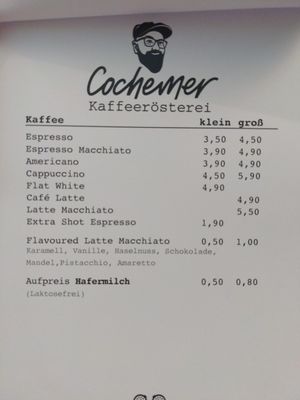 Cochemer
Kaffeerösterei
Kaffee klein groß
Espresso 3,50 4,50
Espresso Macchiato 3,90 4,90
Americano 3,90 4,90
Cappuccino 4,50 5,90
Flat White 4,90
Café Latte 4,90
Latte Macchiato 5,50
Extra Shot Espresso 1,90
Flavoured Latte Macchiato 0,50 1,00
Karamell, Vanille, Haselnuss, Schokolade,
Mandel,Pistacchio, Amaretto
Aufpreis Hafermilch 0,50 0,80
(Laktosefrei)